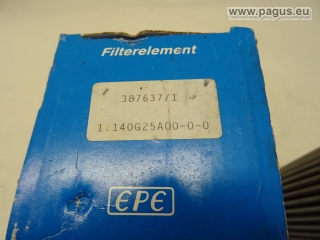 www.pagus.eu
Filterelement
387637/1
1.140G25A00-0-0
EPE